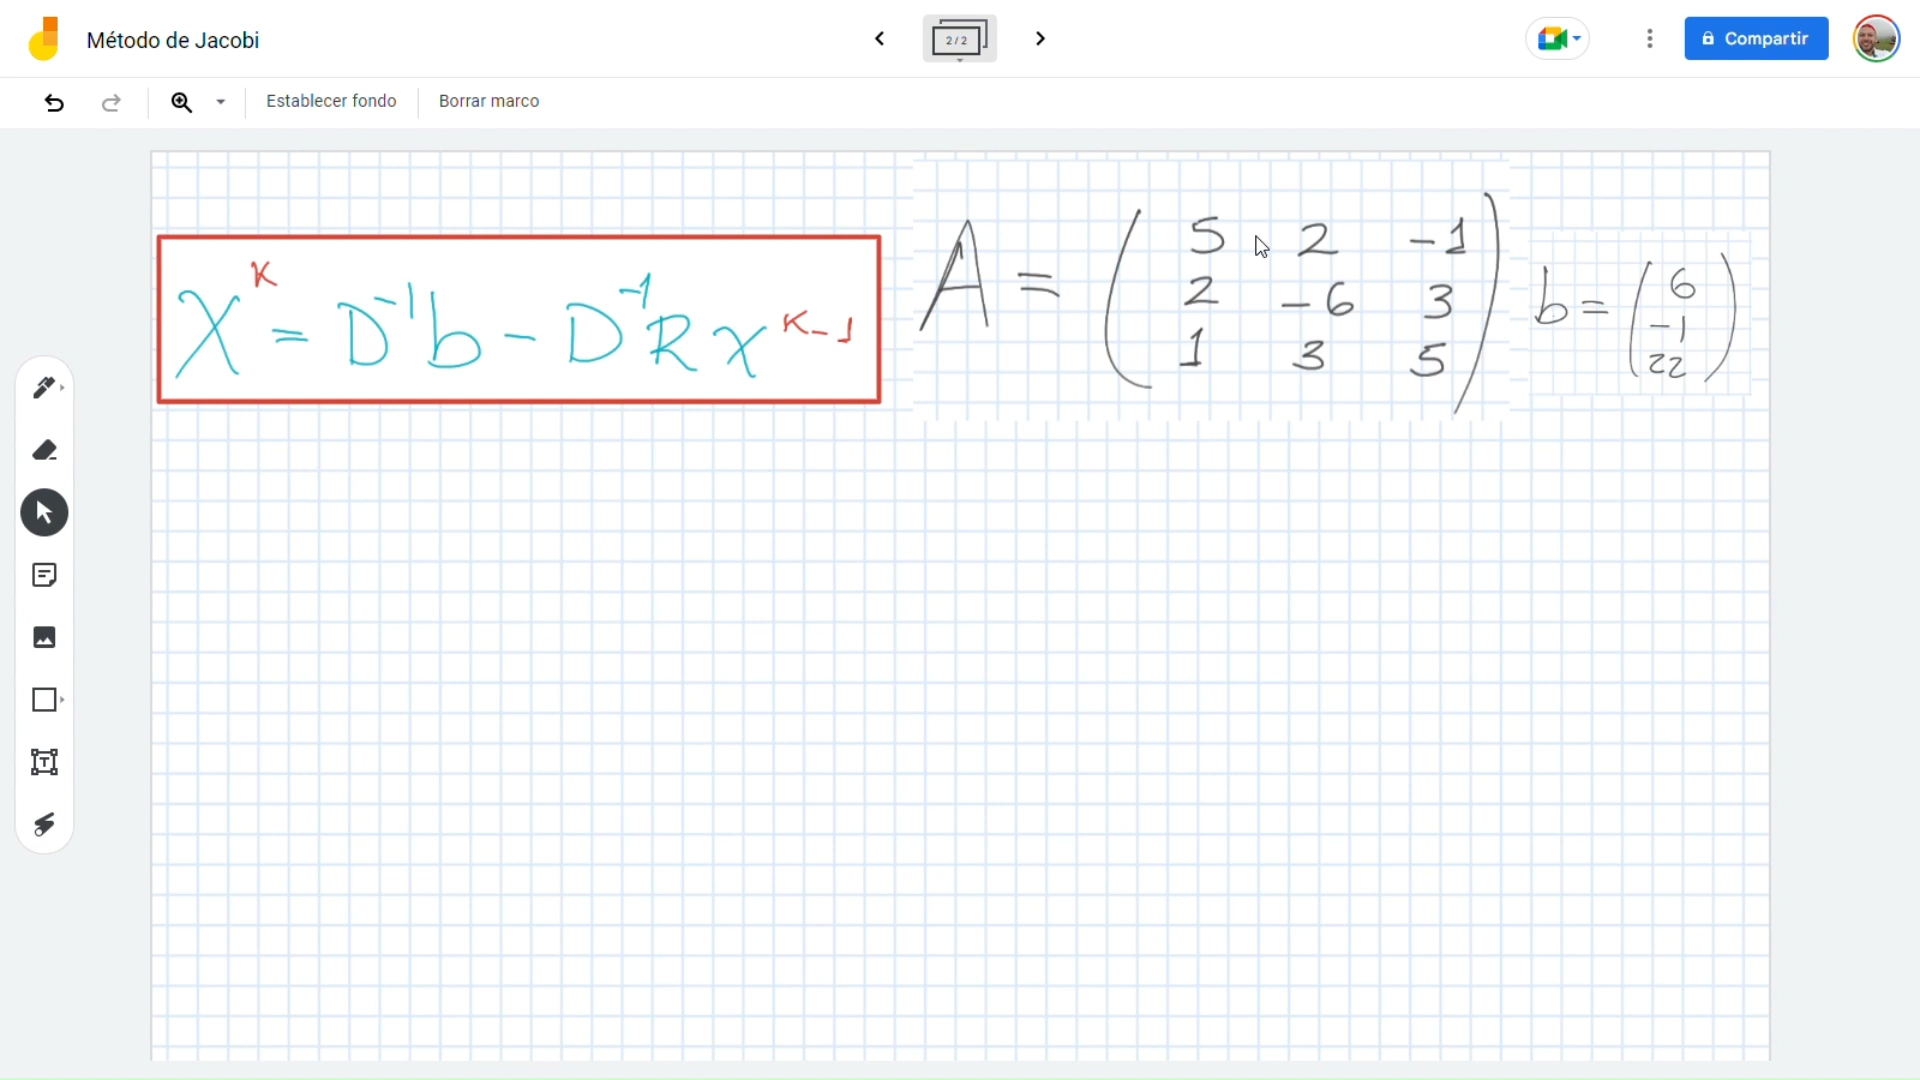 Método de Jacobi
2 / 2
Compartir
Establecer fondo
Borrar marco
X^K = D^-1 b - D^-1 R x^K-1
A = ( 5 2 -1
2 -6 3
1 3 5 )
b = ( 6
-1
22 )